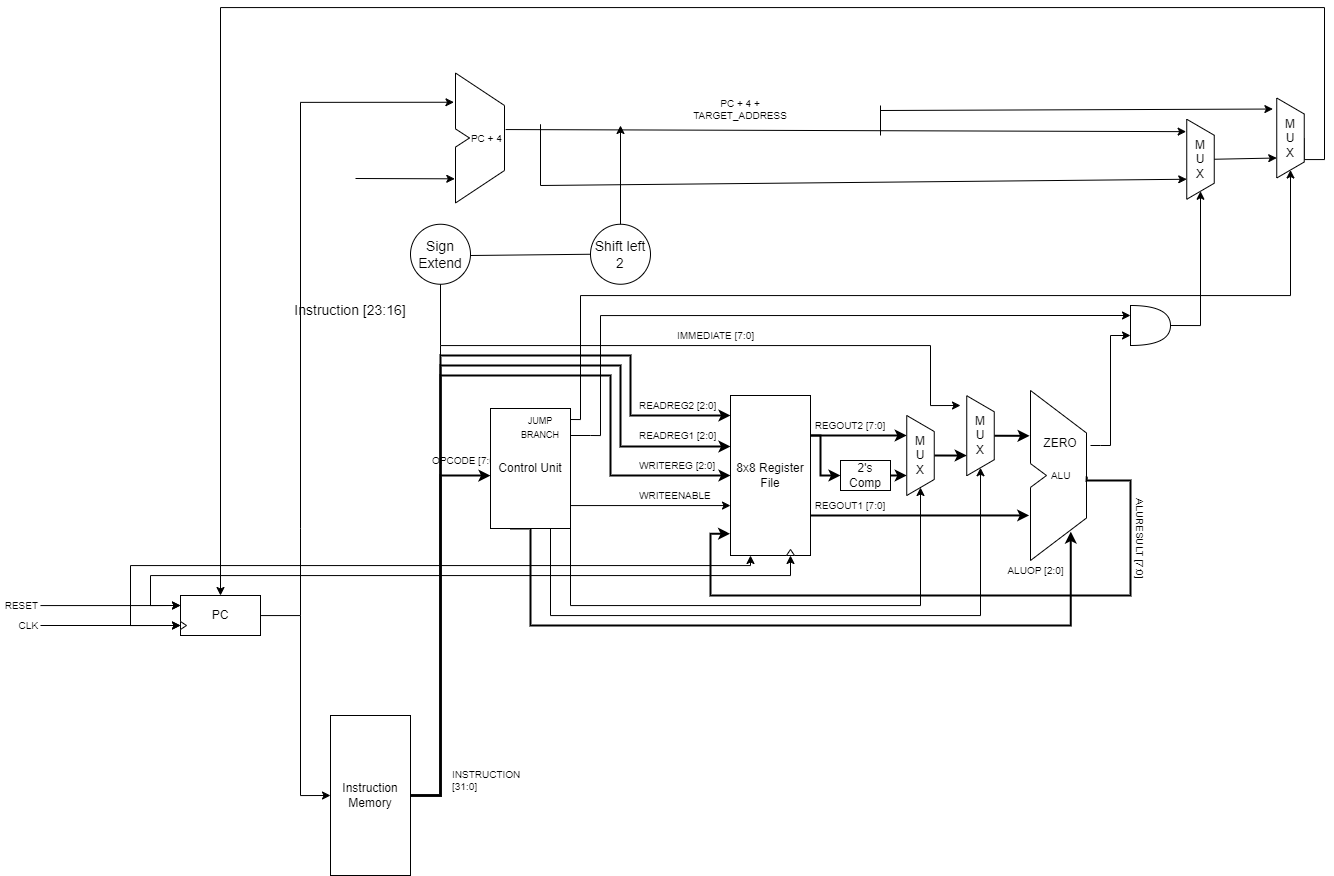 PC + 4 +
TARGET_ADDRESS
M
U
X
M
U
X
PC + 4
Sign
Extend
Shift left
2
Instruction [23:16]
IMMEDIATE [7:0]
READREG2 [2:0]
READREG1 [2:0]
WRITEREG [2:0]
WRITEENABLE
JUMP
BRANCH
OPCODE [7:
Control Unit
8x8 Register
File
REGOUT2 [7:0]
2's
Comp
REGOUT1 [7:0]
M
U
X
M
U
X
ZERO
ALU
ALURESULT [7:0]
ALUOP [2:0]
RESET
CLK
PC
INSTRUCTION
[31:0]
Instruction
Memory